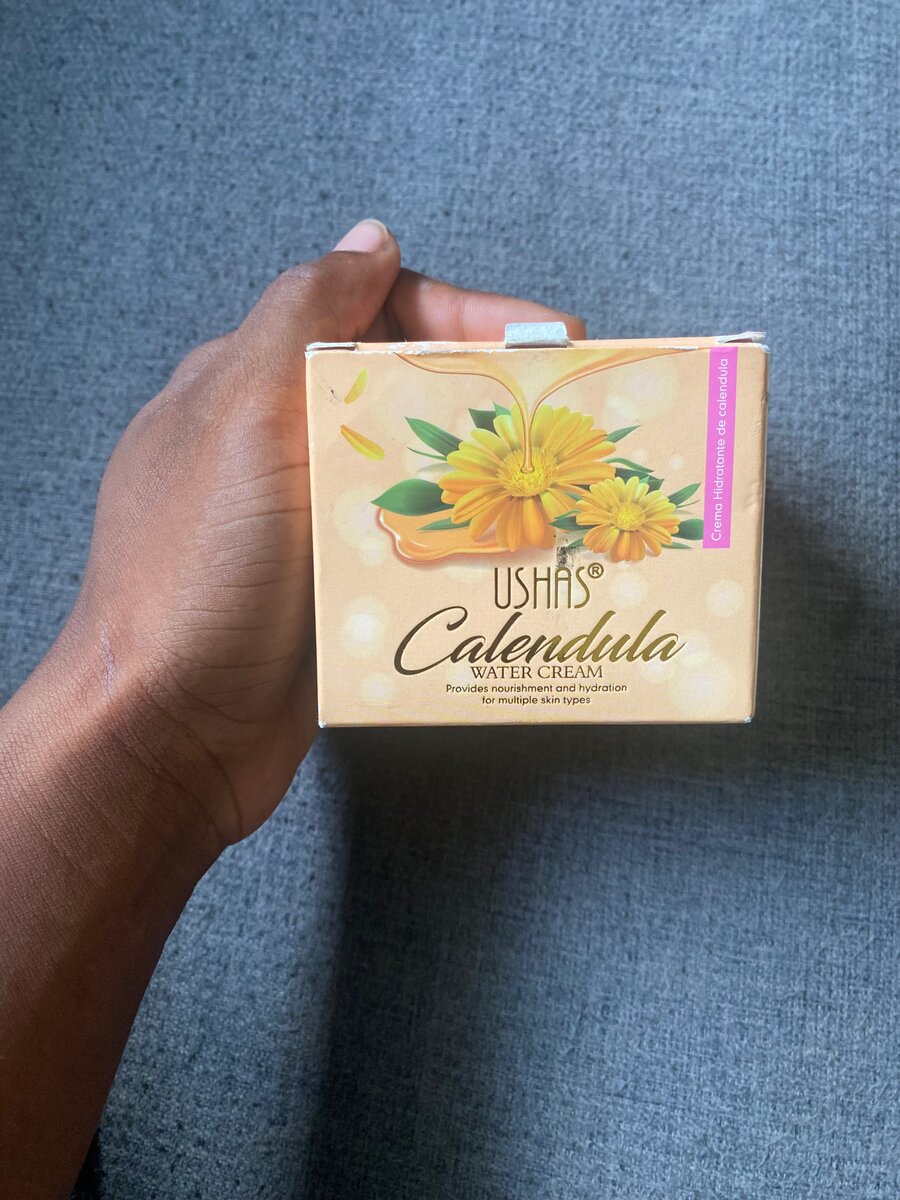 USHAS®
Calendula
WATER CREAM
Provides nourishment and hydration
for multiple skin types
Crema Hidratante de calendula